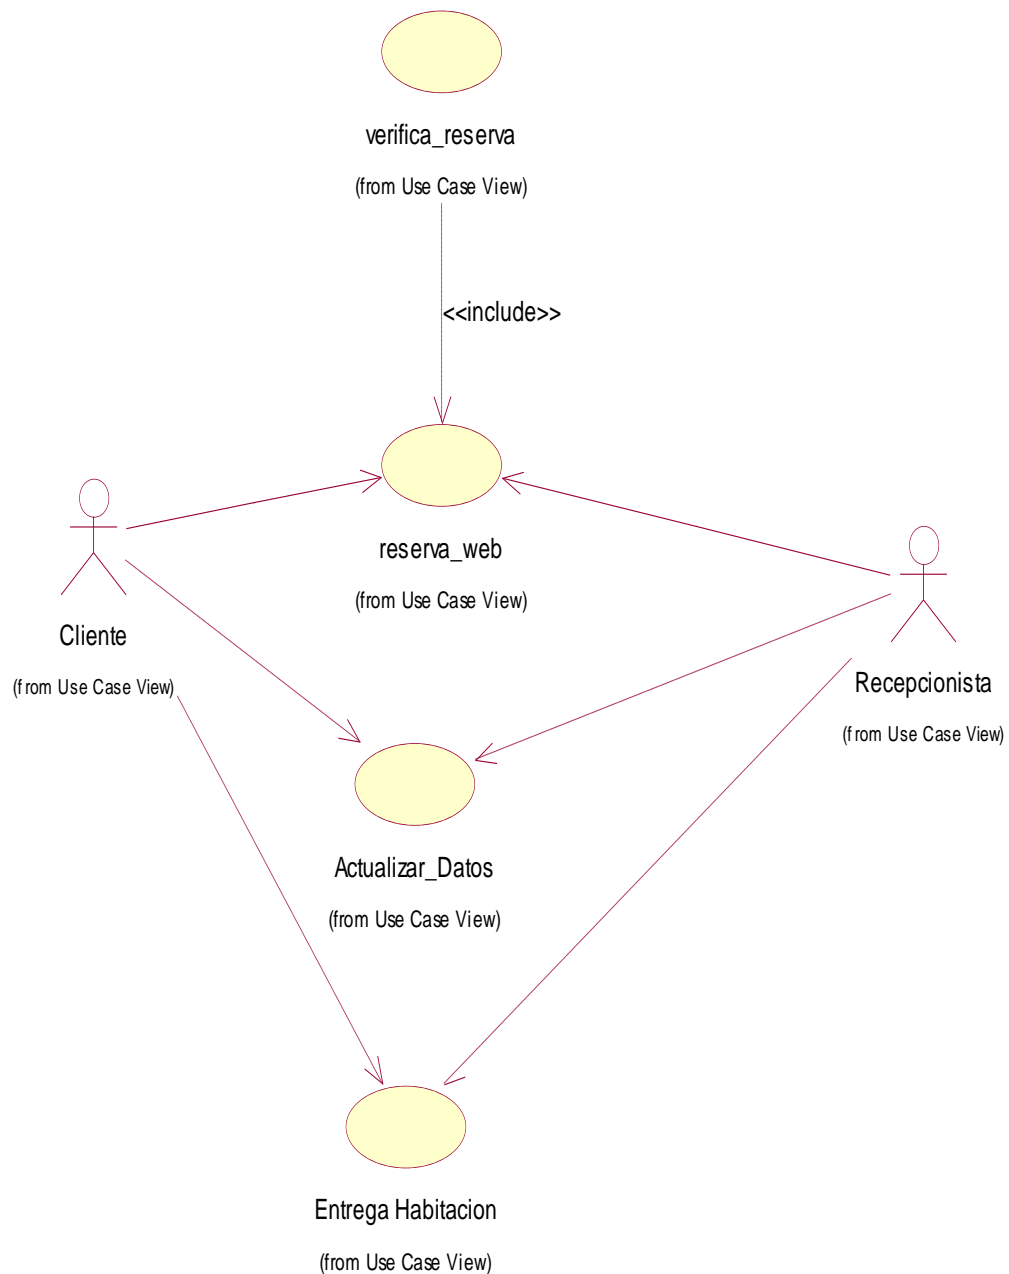 verifica_reserva
(from Use Case View)
<<include>>
reserva_web
(from Use Case View)
Cliente
(from Use Case View)
Recepcionista
(from Use Case View)
Actualizar_Datos
(from Use Case View)
Entrega Habitacion
(from Use Case View)